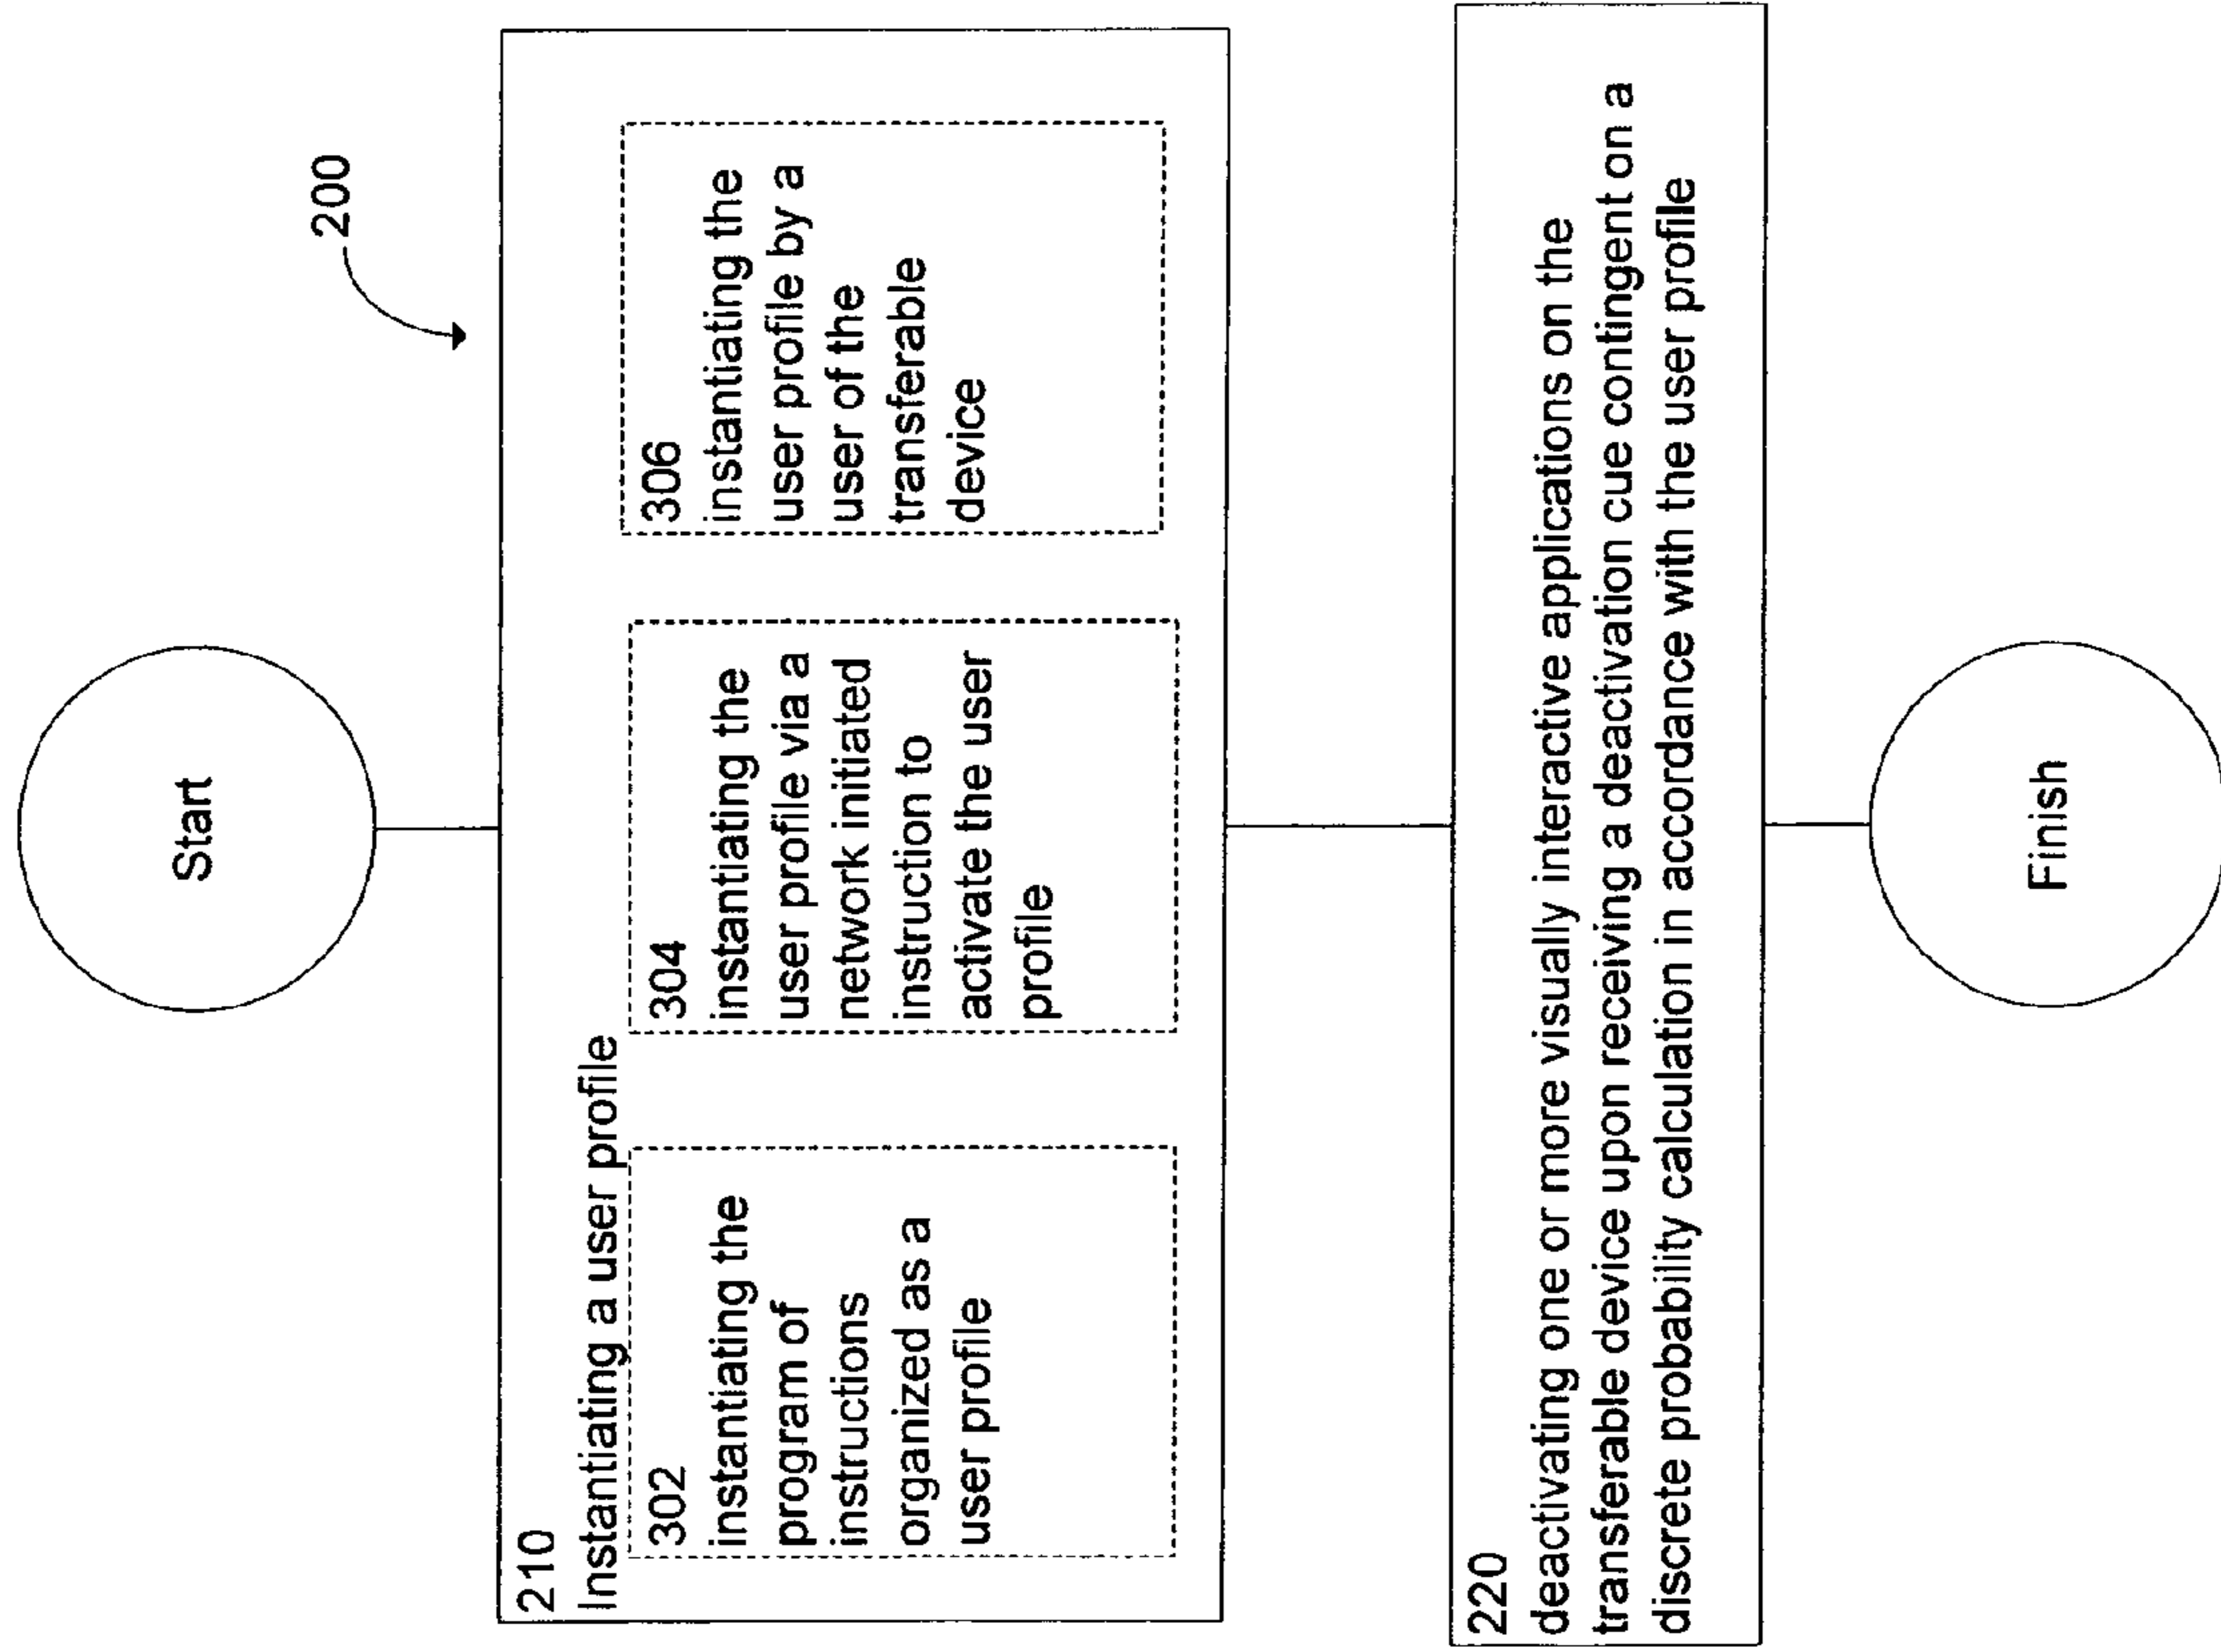 Start
200
210
Instantiating a user profile
302
instantiating the
program of
instructions
organized as a
user profile
304
instantiating the
user profile via a
network initiated
instruction to
activate the user
profile
306
instantiating the
user profile by a
user of the
transferable
device
220
deactivating one or more visually interactive applications on the
transferable device upon receiving a deactivation cue contingent on a
discrete probability calculation in accordance with the user profile
Finish